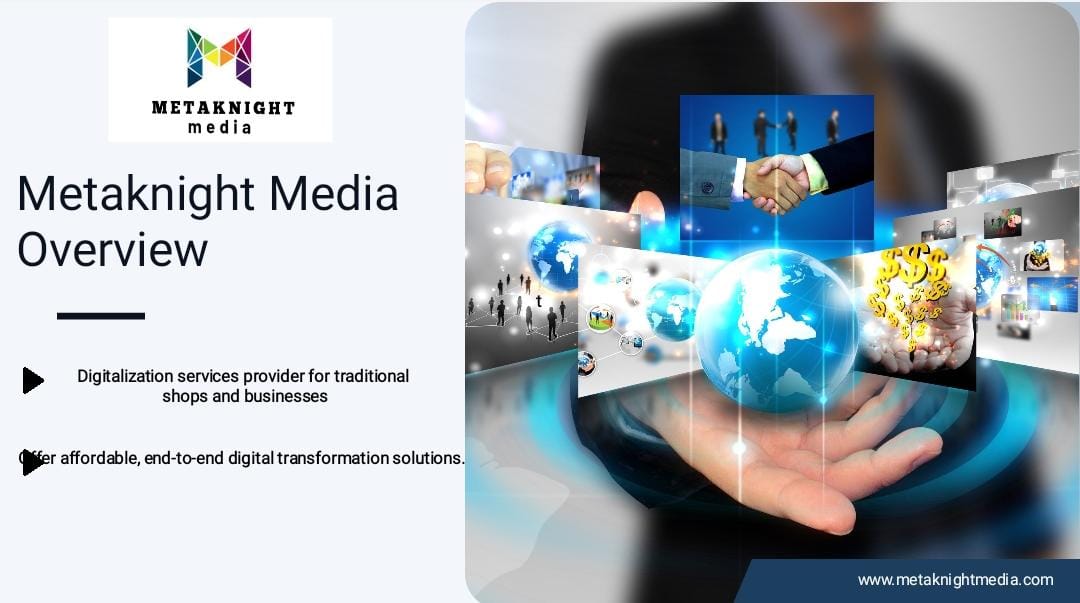 METAKNIGHT
media
Metaknight Media
Overview
Digitalization services provider for traditional
shops and businesses
Offer affordable, end-to-end digital transformation solutions.
www.metaknightmedia.com